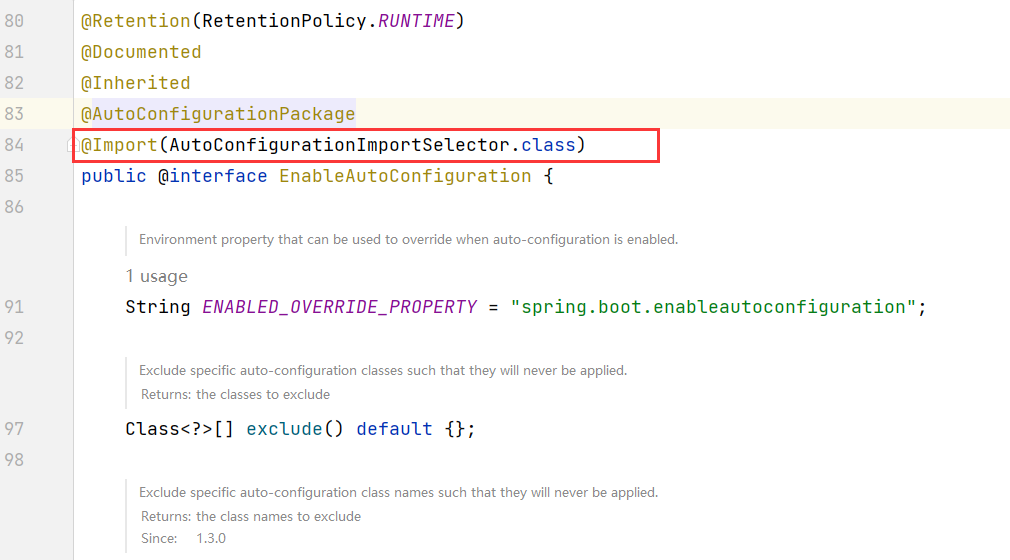 80 @Retention(RetentionPolicy.RUNTIME)
81 @Documented
82 @Inherited
83 @AutoConfigurationPackage
84 @Import(AutoConfigurationImportSelector.class)
85 public @interface EnableAutoConfiguration {
86
Environment property that can be used to override when auto-configuration is enabled.
1 usage
91 String ENABLED_OVERRIDE_PROPERTY = "spring.boot.enableautoconfiguration";
92
Exclude specific auto-configuration classes such that they will never be applied.
Returns: the classes to exclude
97 Class<?>[] exclude() default {};
98
Exclude specific auto-configuration class names such that they will never be applied.
Returns: the class names to exclude
Since: 1.3.0